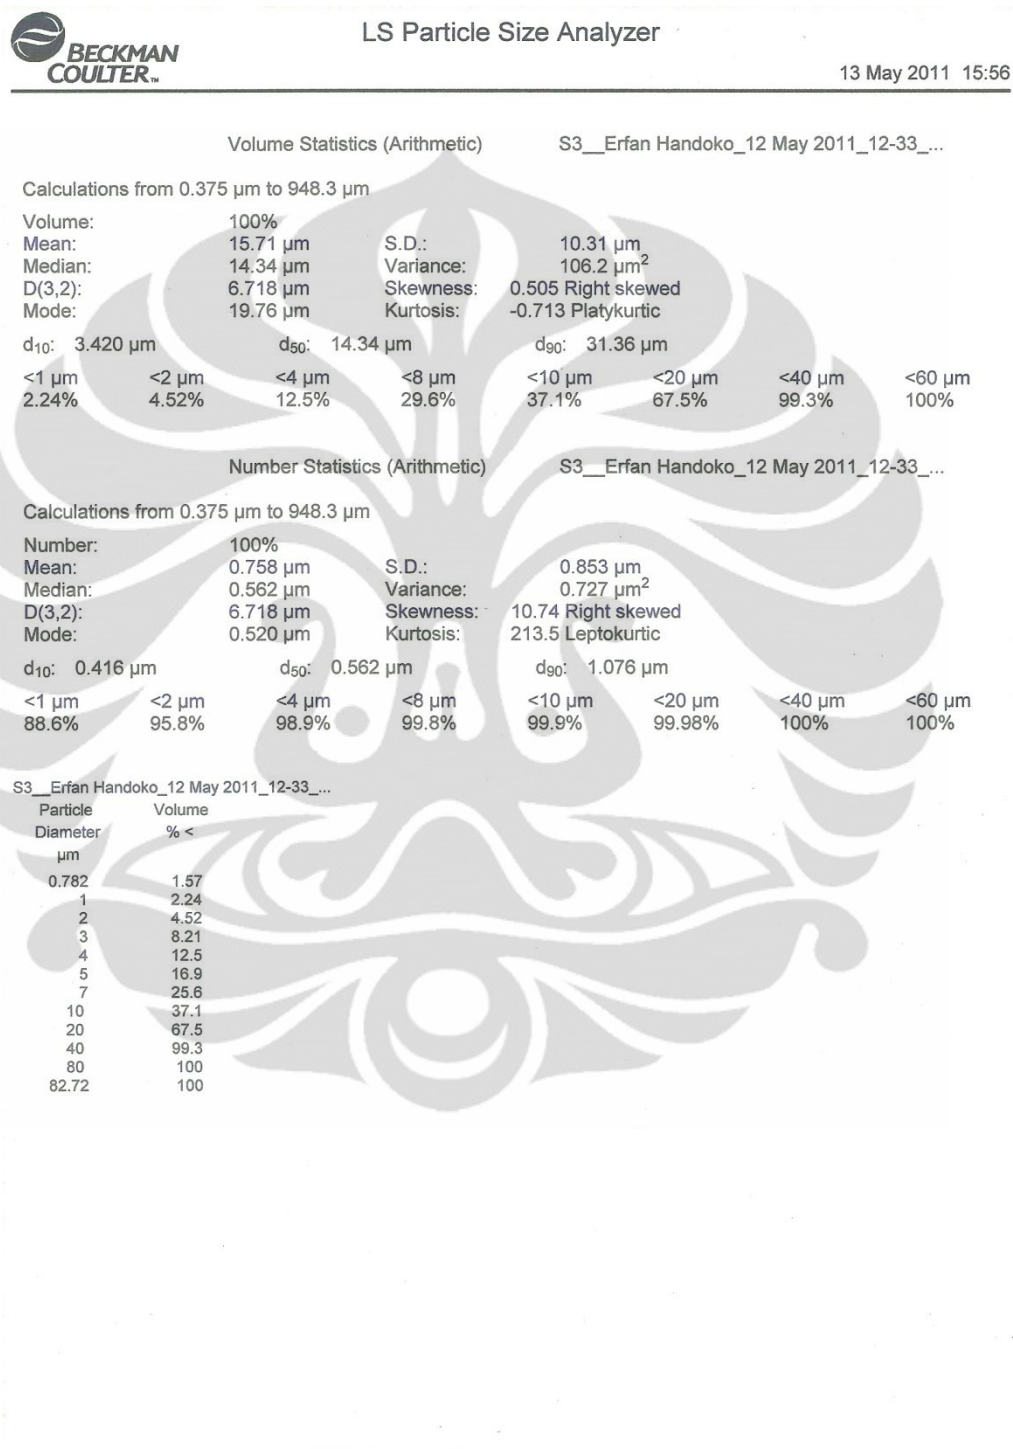 LS Particle Size Analyzer
BECKMAN
COULTER™
13 May 2011 15:56
Volume Statistics (Arithmetic) S3__Erfan Handoko_12 May 2011_12-33_...
Calculations from 0.375 µm to 948.3 µm
Volume: 100%
Mean: 15.71 µm S.D.: 10.31 µm
Median: 14.34 µm Variance: 106.2 µm²
D(3,2): 6.718 µm Skewness: 0.505 Right skewed
Mode: 19.76 µm Kurtosis: -0.713 Platykurtic
d₁₀: 3.420 µm d₅₀: 14.34 µm d₉₀: 31.36 µm
<1 µm <2 µm <4 µm <8 µm <10 µm <20 µm <40 µm <60 µm
2.24% 4.52% 12.5% 29.6% 37.1% 67.5% 99.3% 100%
Number Statistics (Arithmetic) S3__Erfan Handoko_12 May 2011_12-33_...
Calculations from 0.375 µm to 948.3 µm
Number: 100%
Mean: 0.758 µm S.D.: 0.853 µm
Median: 0.562 µm Variance: 0.727 µm²
D(3,2): 6.718 µm Skewness: 10.74 Right skewed
Mode: 0.520 µm Kurtosis: 213.5 Leptokurtic
d₁₀: 0.416 µm d₅₀: 0.562 µm d₉₀: 1.076 µm
<1 µm <2 µm <4 µm <8 µm <10 µm <20 µm <40 µm <60 µm
88.6% 95.8% 98.9% 99.8% 99.9% 99.98% 100% 100%
S3__Erfan Handoko_12 May 2011_12-33_...
Particle Volume
Diameter % <
µm
0.782 1.57
1 2.24
2 4.52
3 8.21
4 12.5
5 16.9
7 25.6
10 37.1
20 67.5
40 99.3
80 100
82.72 100